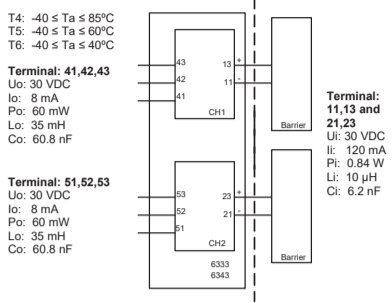 T4: -40 ≤ Ta ≤ 85ºC
T5: -40 ≤ Ta ≤ 60ºC
T6: -40 ≤ Ta ≤ 40ºC
Terminal: 41,42,43
Uo: 30 VDC
Io: 8 mA
Po: 60 mW
Lo: 35 mH
Co: 60.8 nF
43
42
41
13 +
11 -
CH1
Barrier
Terminal: 51,52,53
Uo: 30 VDC
Io: 8 mA
Po: 60 mW
Lo: 35 mH
Co: 60.8 nF
53
52
51
23 +
21 -
CH2
6333
6343
Barrier
Terminal:
11,13 and
21,23
Ui: 30 VDC
Ii: 120 mA
Pi: 0.84 W
Li: 10 µH
Ci: 6.2 nF